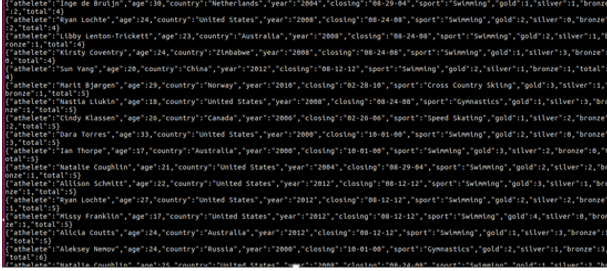 {"athelete":"Inge de Bruijn","age":30,"country":"Netherlands","year":"2004","closing":"08-29-04","sport":"Swimming","gold":1,"silver":1,"bronze"
:2,"total":4}
{"athelete":"Ryan Lochte","age":24,"country":"United States","year":"2008","closing":"08-24-08","sport":"Swimming","gold":2,"silver":0,"bronze":
2,"total":4}
{"athelete":"Libby Lenton-Trickett","age":23,"country":"Australia","year":"2008","closing":"08-24-08","sport":"Swimming","gold":2,"silver":1,"b
ronze":1,"total":4}
{"athelete":"Kirsty Coventry","age":24,"country":"Zimbabwe","year":"2008","closing":"08-24-08","sport":"Swimming","gold":1,"silver":3,"bronze":
0,"total":4}
{"athelete":"Sun Yang","age":20,"country":"China","year":"2012","closing":"08-12-12","sport":"Swimming","gold":2,"silver":1,"bronze":1,"total":
4}
{"athelete":"Marit Bjørgen","age":29,"country":"Norway","year":"2010","closing":"02-28-10","sport":"Cross Country Skiing","gold":3,"silver":1,"
bronze":1,"total":5}
{"athelete":"Nastia Liukin","age":18,"country":"United States","year":"2008","closing":"08-24-08","sport":"Gymnastics","gold":1,"silver":3,"bro
nze":1,"total":5}
{"athelete":"Cindy Klassen","age":26,"country":"Canada","year":"2006","closing":"02-26-06","sport":"Speed Skating","gold":1,"silver":2,"bronze":
2,"total":5}
{"athelete":"Dara Torres","age":33,"country":"United States","year":"2000","closing":"10-01-00","sport":"Swimming","gold":2,"silver":0,"bronze":
3,"total":5}
{"athelete":"Ian Thorpe","age":17,"country":"Australia","year":"2000","closing":"10-01-00","sport":"Swimming","gold":3,"silver":2,"bronze":0,"t
otal":5}
{"athelete":"Natalie Coughlin","age":21,"country":"United States","year":"2004","closing":"08-29-04","sport":"Swimming","gold":2,"silver":2,"br
onze":1,"total":5}
{"athelete":"Allison Schmitt","age":22,"country":"United States","year":"2012","closing":"08-12-12","sport":"Swimming","gold":3,"silver":1,"bro
nze":1,"total":5}
{"athelete":"Ryan Lochte","age":27,"country":"United States","year":"2012","closing":"08-12-12","sport":"Swimming","gold":2,"silver":2,"bronze"
:1,"total":5}
{"athelete":"Missy Franklin","age":17,"country":"United States","year":"2012","closing":"08-12-12","sport":"Swimming","gold":4,"silver":0,"bron
ze":1,"total":5}
{"athelete":"Alicia Coutts","age":24,"country":"Australia","year":"2012","closing":"08-12-12","sport":"Swimming","gold":1,"silver":3,"bronze":1
,"total":5}
{"athelete":"Aleksey Nemov","age":24,"country":"Russia","year":"2000","closing":"10-01-00","sport":"Gymnastics","gold":2,"silver":1,"bronze":3,
"total":6}
{"athelete":"Natalie Coughlin","age":25,"country":"United States","year":"2008","closing":"08-24-08","sport":"Swimming","gold":1,"silver":2,"br